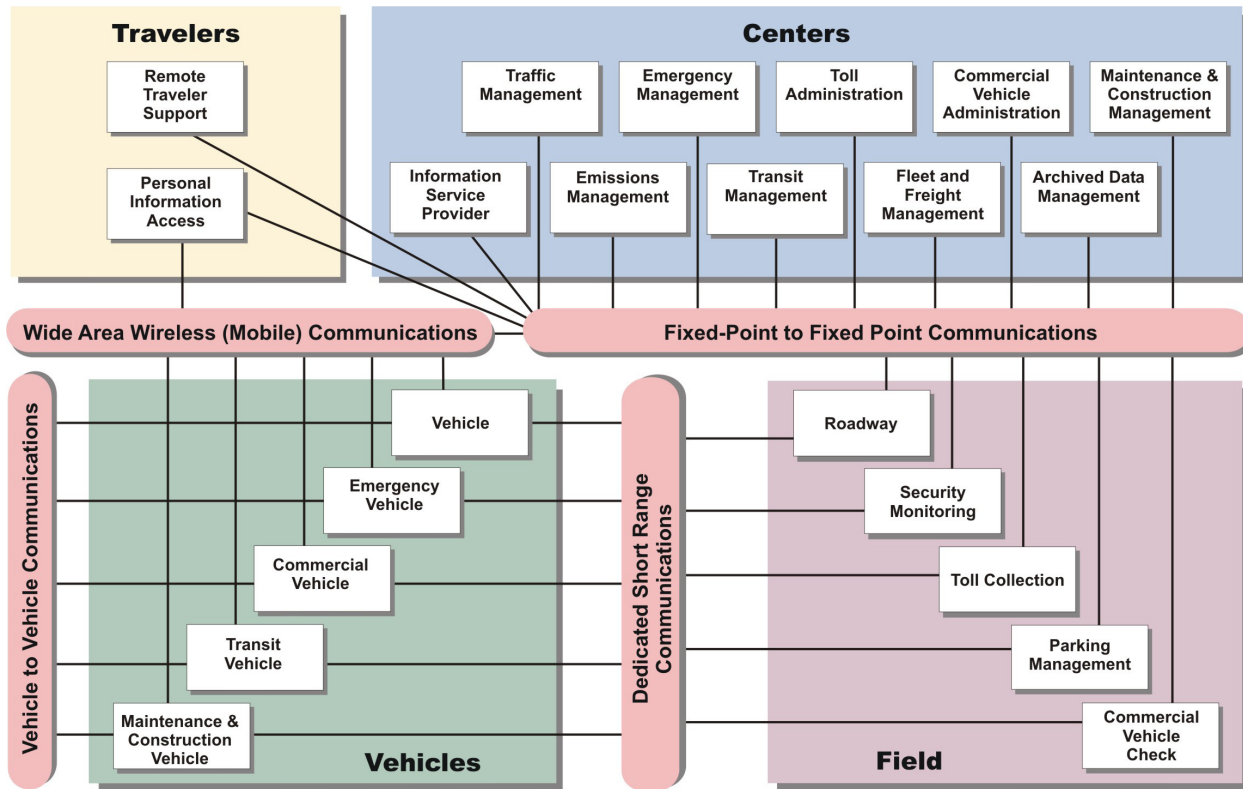 Travelers
Remote
Traveler
Support
Personal
Information
Access
Centers
Traffic
Management
Emergency
Management
Toll
Administration
Commercial
Vehicle
Administration
Maintenance &
Construction
Management
Information
Service
Provider
Emissions
Management
Transit
Management
Fleet and
Freight
Management
Archived Data
Management
Wide Area Wireless (Mobile) Communications
Fixed-Point to Fixed Point Communications
Vehicle to Vehicle Communications
Vehicle
Emergency
Vehicle
Commercial
Vehicle
Transit
Vehicle
Maintenance &
Construction
Vehicle
Vehicles
Dedicated Short Range
Communications
Roadway
Security
Monitoring
Toll Collection
Parking
Management
Commercial
Vehicle
Check
Field